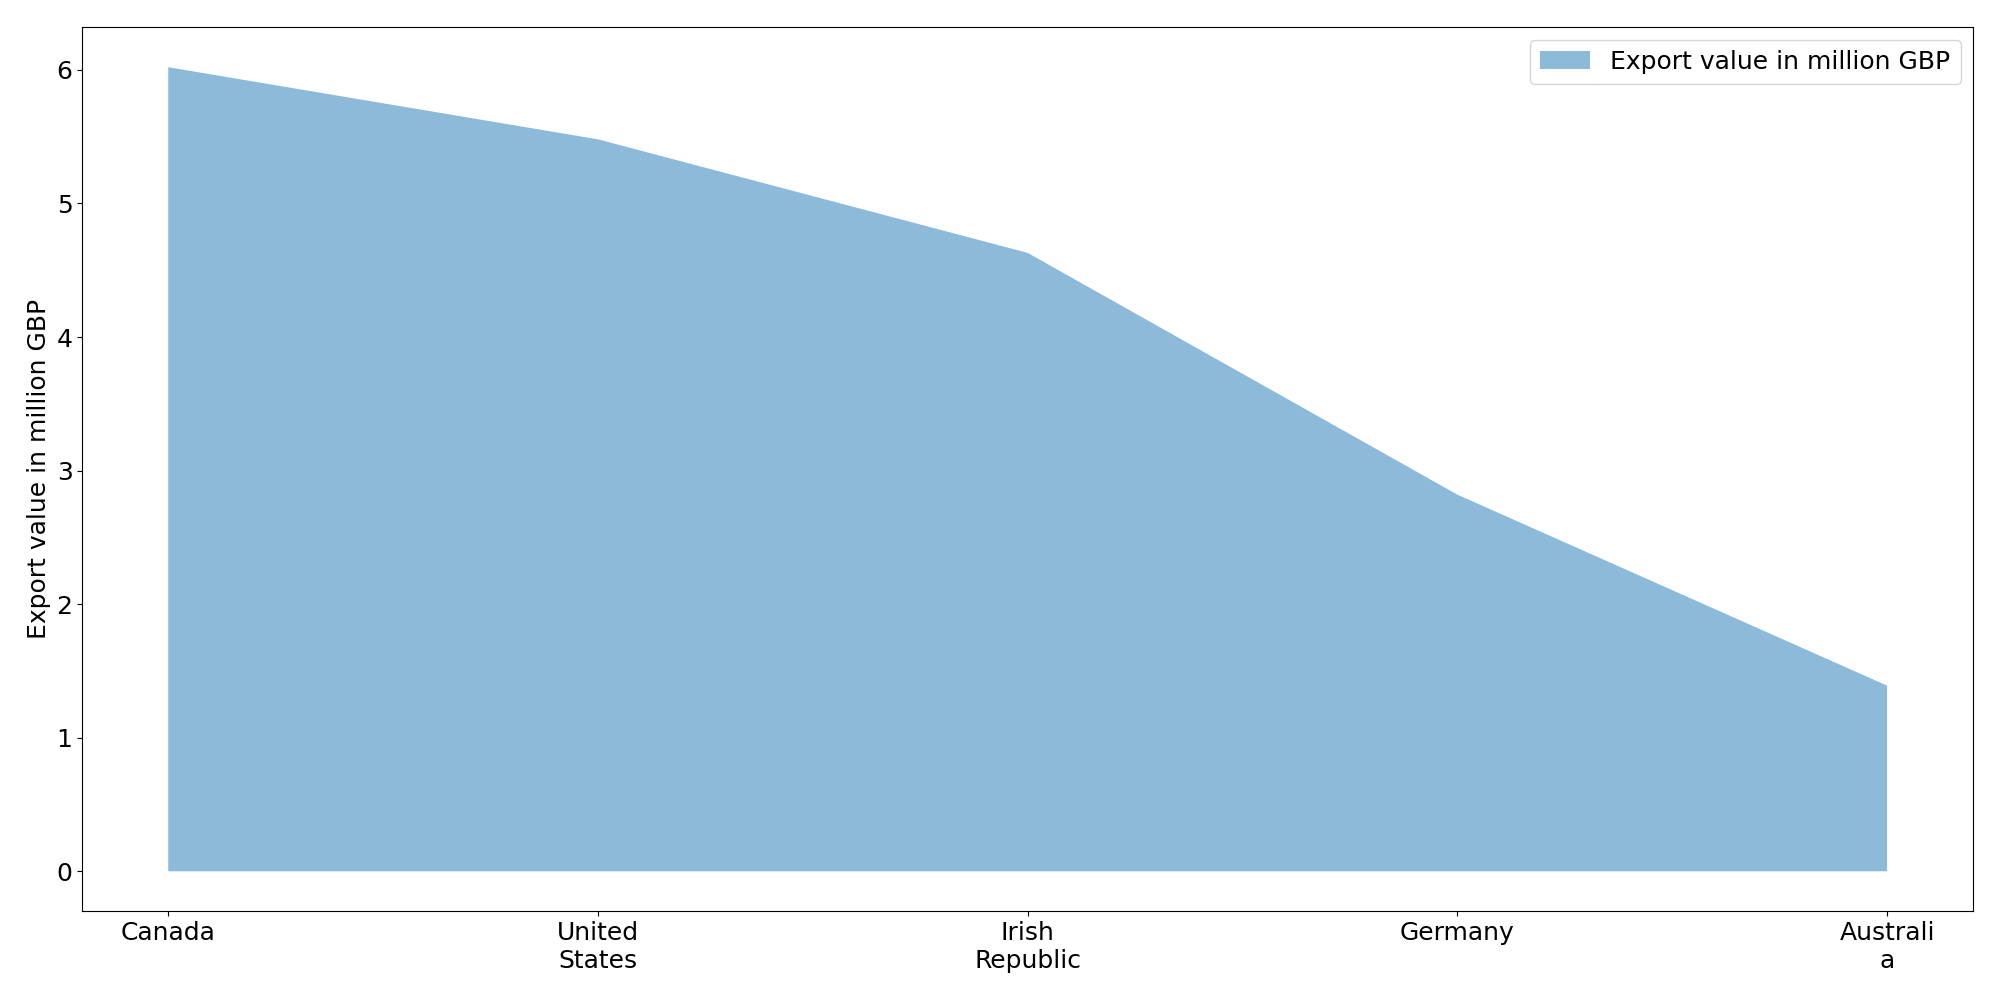 Export value in million GBP
Export value in million GBP
6
5
4
3
2
1
0
Canada
United
States
Irish
Republic
Germany
Australi
a